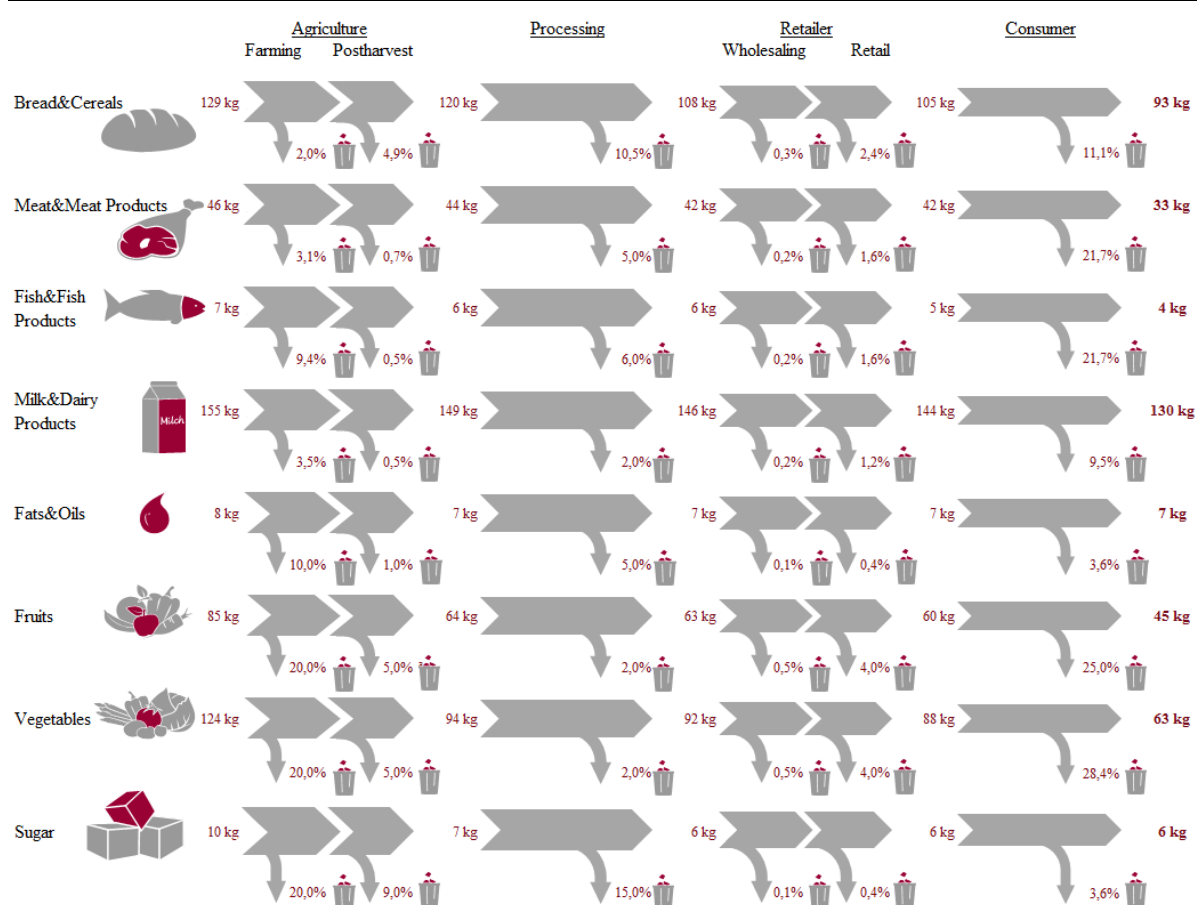 Agriculture Processing Retailer Consumer
Farming Postharvest Wholesaling Retail
Bread&Cereals 129 kg 120 kg 108 kg 105 kg 93 kg
2,0% 4,9% 10,5% 0,3% 2,4% 11,1%
Meat&Meat Products 46 kg 44 kg 42 kg 42 kg 33 kg
3,1% 0,7% 5,0% 0,2% 1,6% 21,7%
Fish&Fish
Products 7 kg 6 kg 6 kg 5 kg 4 kg
9,4% 0,5% 6,0% 0,2% 1,6% 21,7%
Milk&Dairy
Products Milch 155 kg 149 kg 146 kg 144 kg 130 kg
3,5% 0,5% 2,0% 0,2% 1,2% 9,5%
Fats&Oils 8 kg 7 kg 7 kg 7 kg 7 kg
10,0% 1,0% 5,0% 0,1% 0,4% 3,6%
Fruits 85 kg 64 kg 63 kg 60 kg 45 kg
20,0% 5,0% 2,0% 0,5% 4,0% 25,0%
Vegetables 124 kg 94 kg 92 kg 88 kg 63 kg
20,0% 5,0% 2,0% 0,5% 4,0% 28,4%
Sugar 10 kg 7 kg 6 kg 6 kg 6 kg
20,0% 9,0% 15,0% 0,1% 0,4% 3,6%